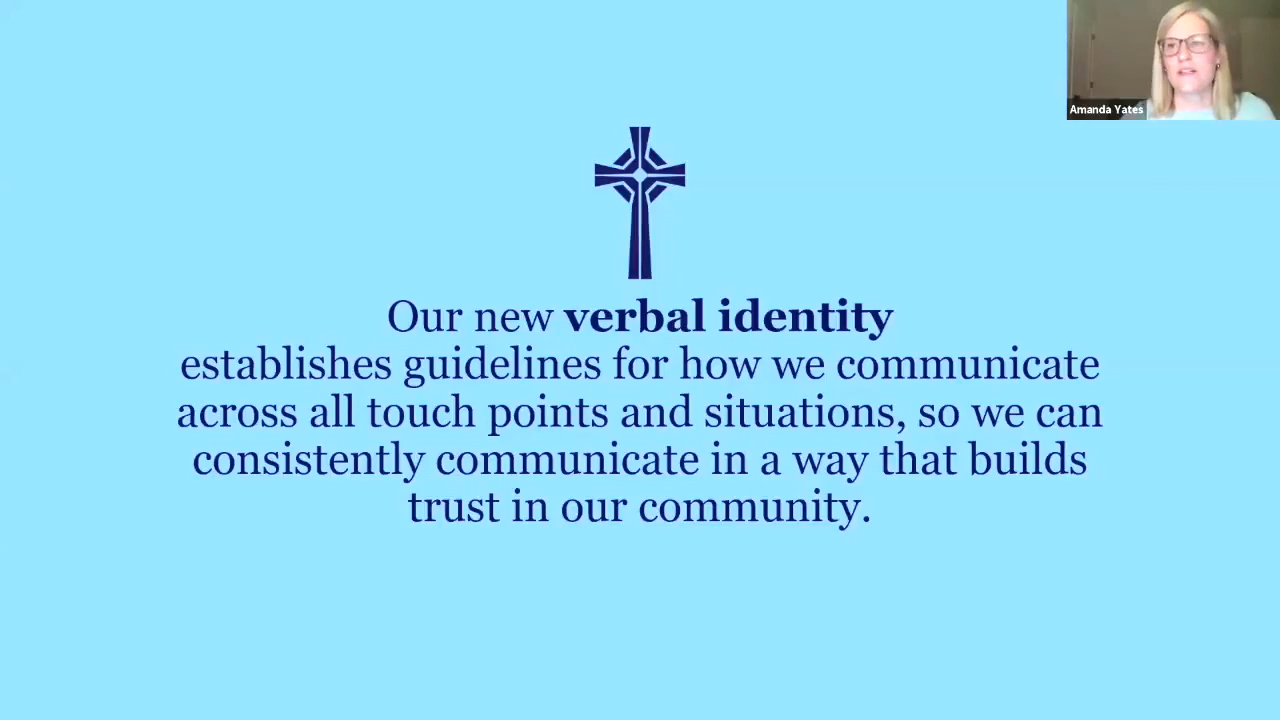 Amanda Yates
Our new verbal identity
establishes guidelines for how we communicate
across all touch points and situations, so we can
consistently communicate in a way that builds
trust in our community.